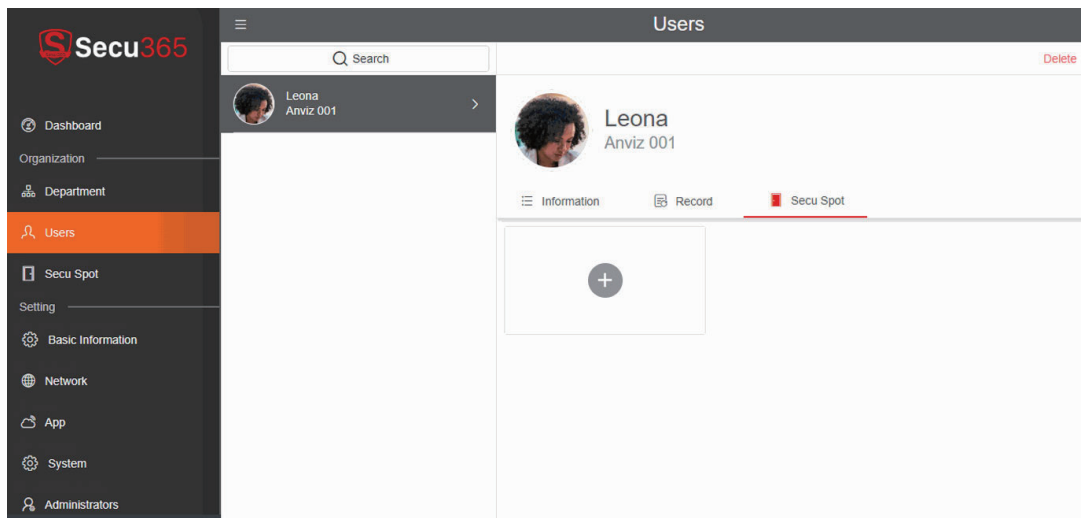 Secu365
Dashboard
Organization
Department
Users
Secu Spot
Setting
Basic Information
Network
App
System
Administrators
Users
Search
Leona
Anviz 001
Delete
Leona
Anviz 001
Information
Record
Secu Spot